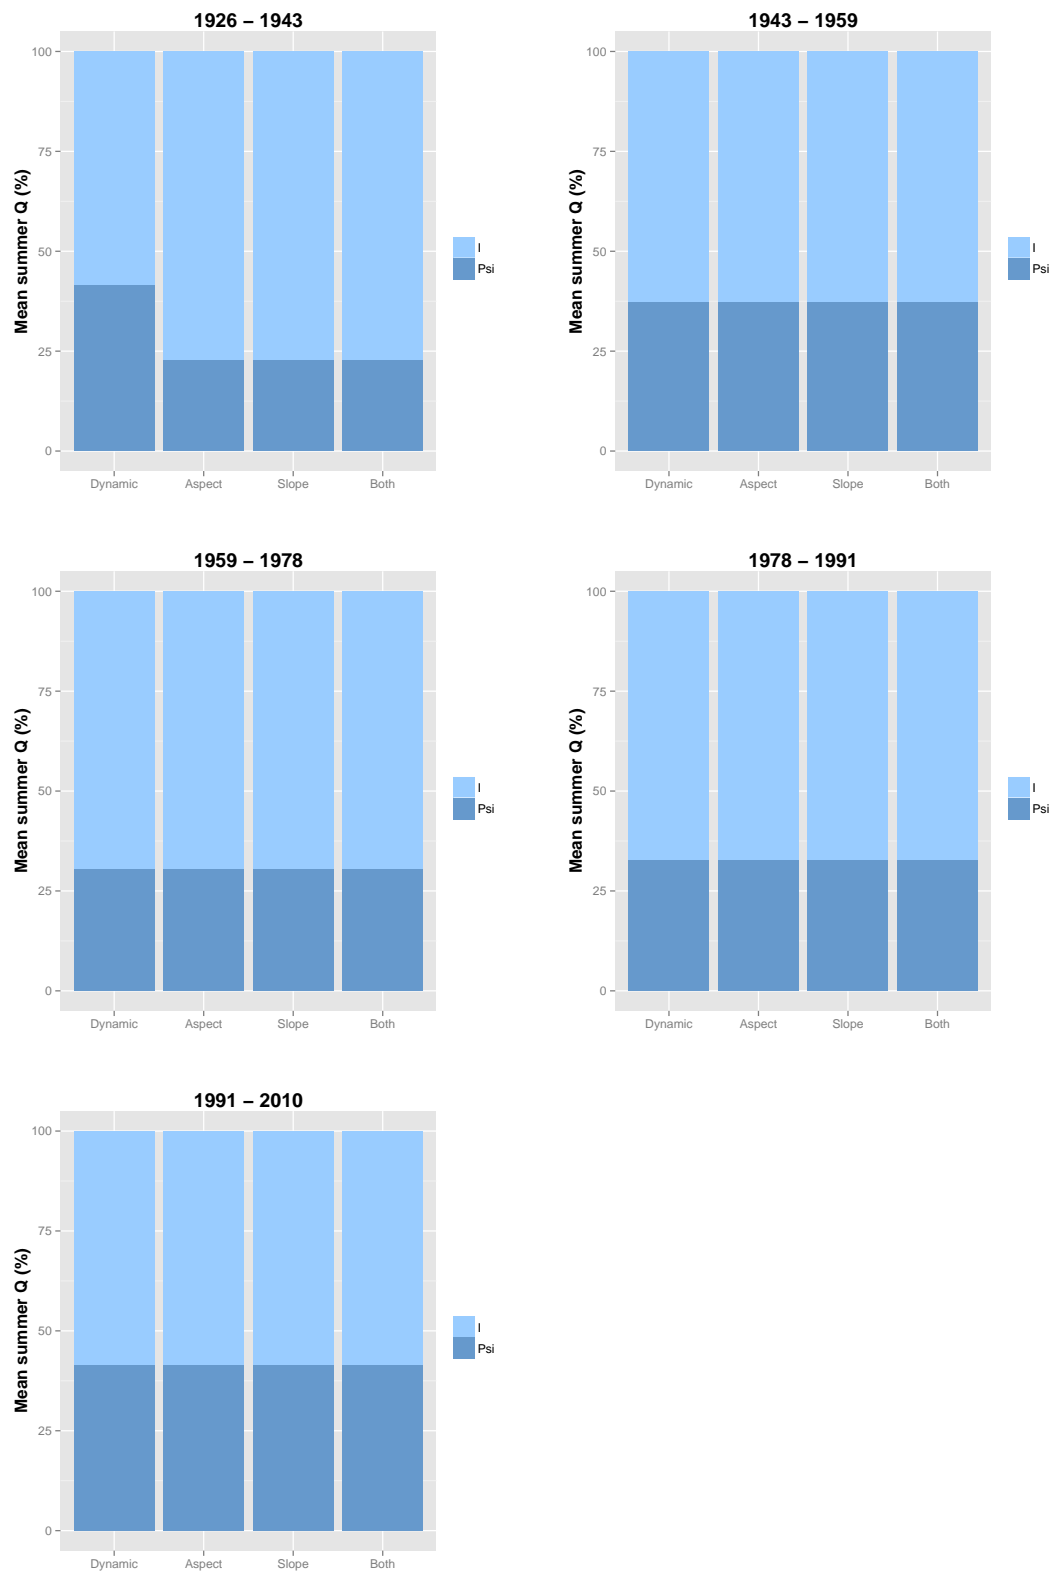 1926 – 1943
Mean summer Q (%)
100
75
50
25
0
Dynamic Aspect Slope Both
I
Psi
1943 – 1959
Mean summer Q (%)
100
75
50
25
0
Dynamic Aspect Slope Both
I
Psi
1959 – 1978
Mean summer Q (%)
100
75
50
25
0
Dynamic Aspect Slope Both
I
Psi
1978 – 1991
Mean summer Q (%)
100
75
50
25
0
Dynamic Aspect Slope Both
I
Psi
1991 – 2010
Mean summer Q (%)
100
75
50
25
0
Dynamic Aspect Slope Both
I
Psi